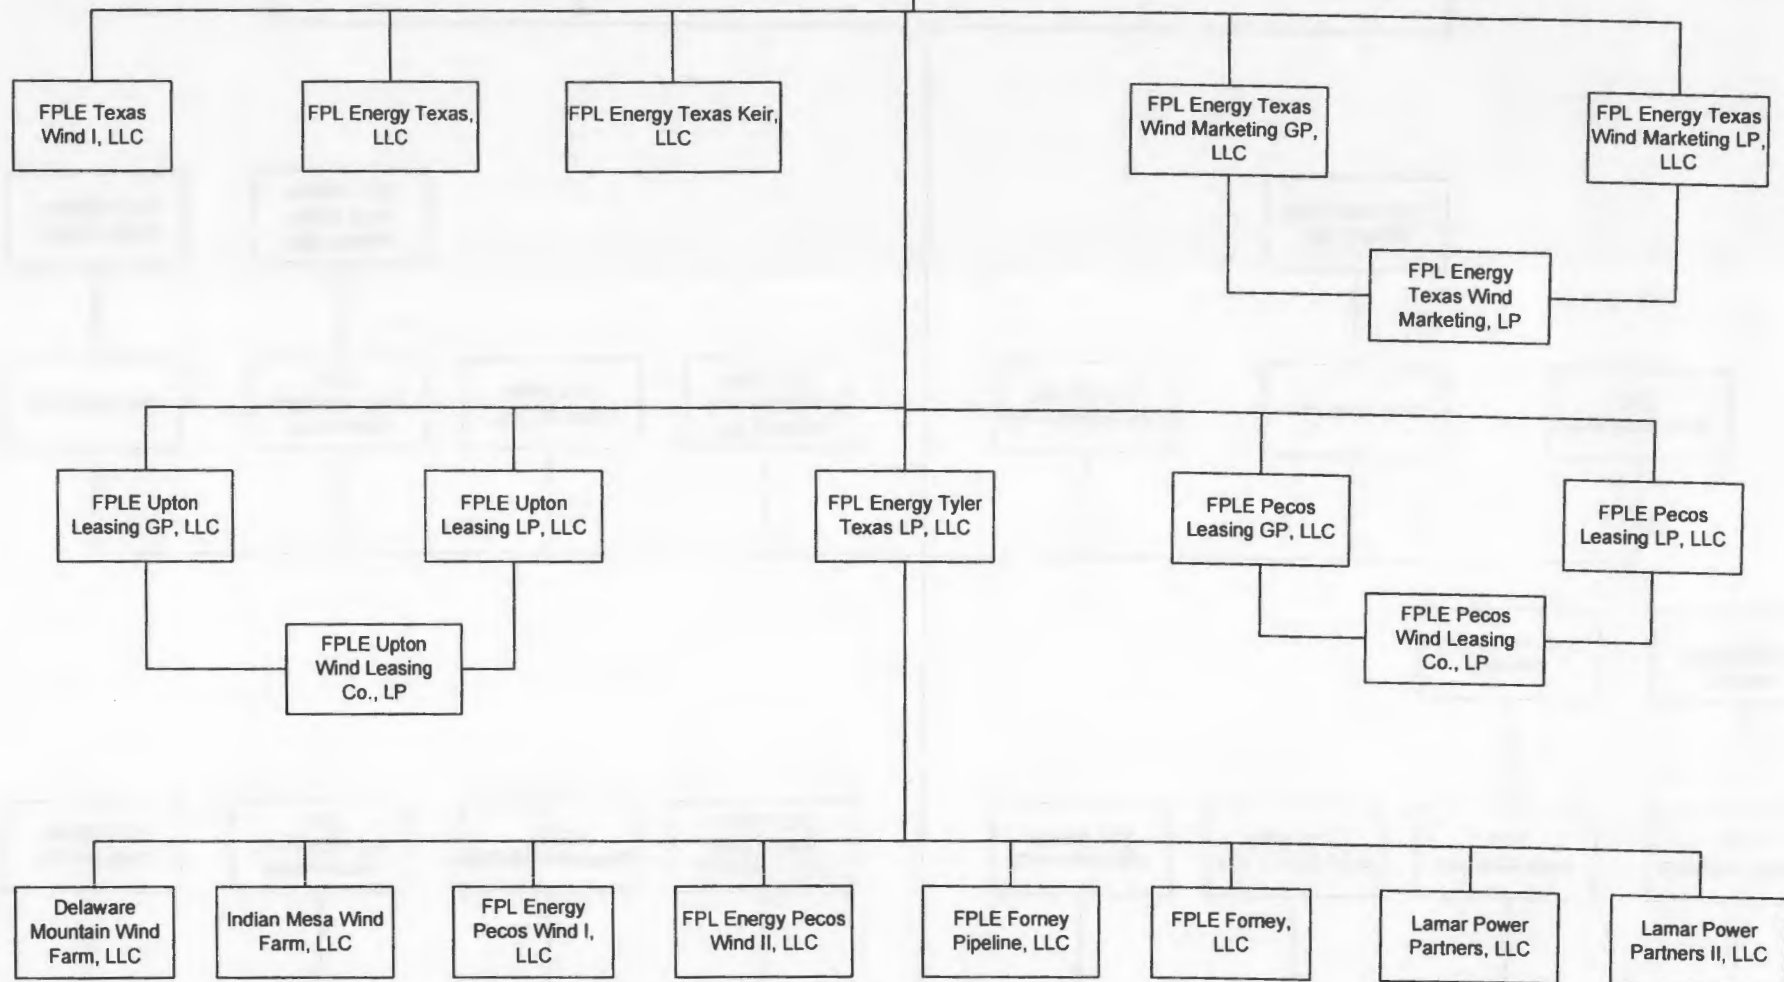 FPLE Texas
Wind I, LLC
FPL Energy Texas,
LLC
FPL Energy Texas Keir,
LLC
FPL Energy Texas
Wind Marketing GP,
LLC
FPL Energy Texas
Wind Marketing LP,
LLC
FPL Energy
Texas Wind
Marketing, LP
FPLE Upton
Leasing GP, LLC
FPLE Upton
Leasing LP, LLC
FPL Energy Tyler
Texas LP, LLC
FPLE Pecos
Leasing GP, LLC
FPLE Pecos
Leasing LP, LLC
FPLE Upton
Wind Leasing
Co., LP
FPLE Pecos
Wind Leasing
Co., LP
Delaware
Mountain Wind
Farm, LLC
Indian Mesa Wind
Farm, LLC
FPL Energy
Pecos Wind I,
LLC
FPL Energy Pecos
Wind II, LLC
FPLE Forney
Pipeline, LLC
FPLE Forney,
LLC
Lamar Power
Partners, LLC
Lamar Power
Partners II, LLC